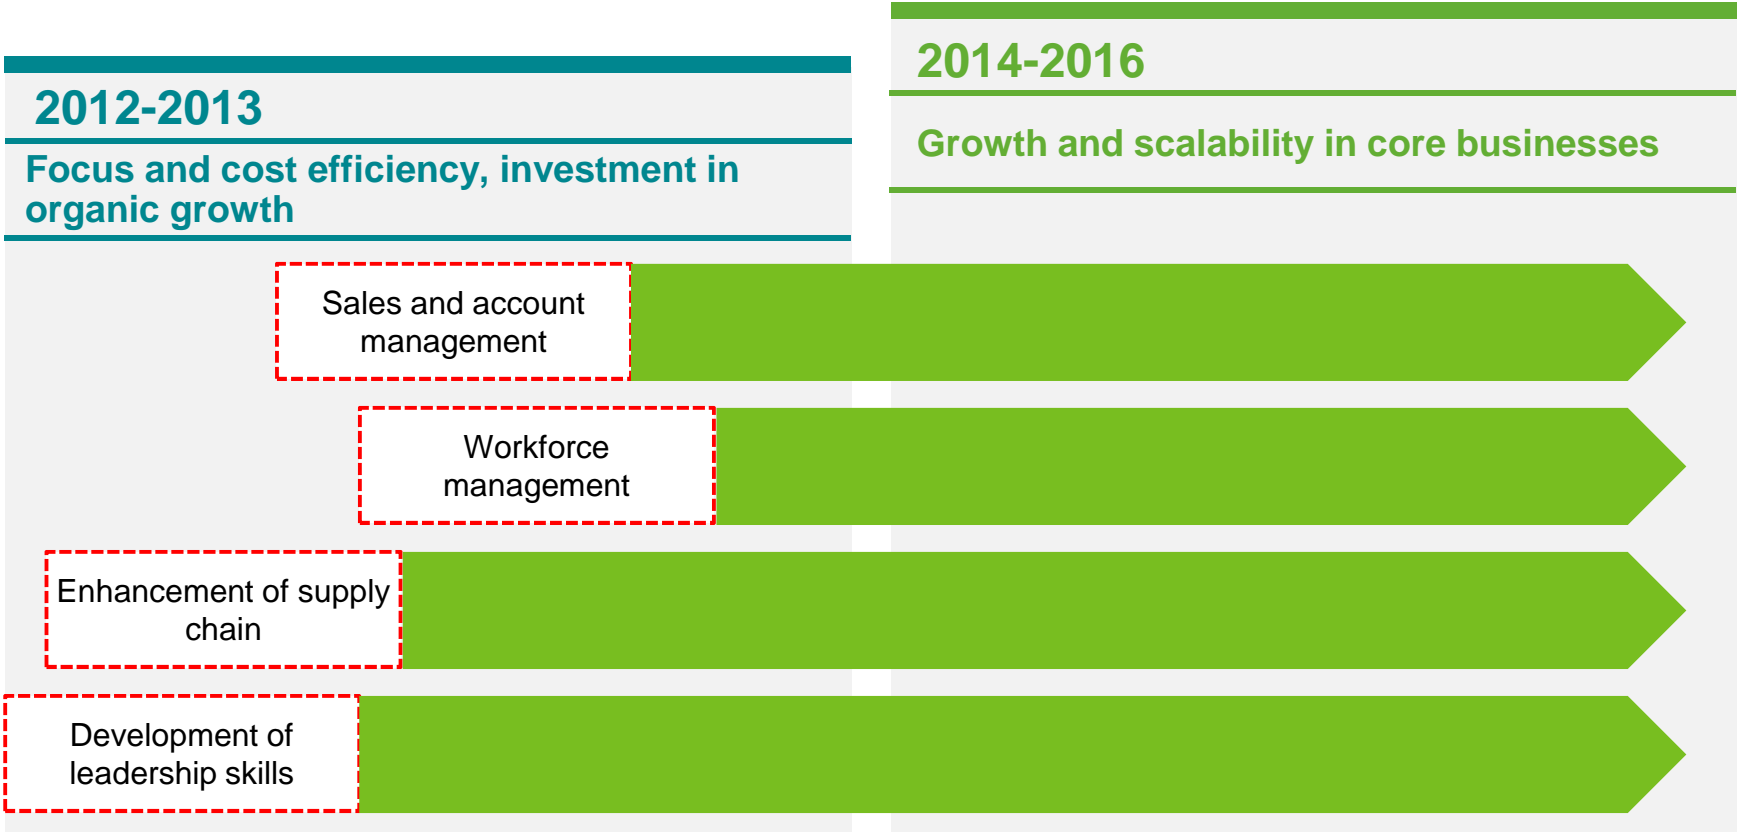 2012-2013
Focus and cost efficiency, investment in
organic growth
2014-2016
Growth and scalability in core businesses
Sales and account
management
Workforce
management
Enhancement of supply
chain
Development of
leadership skills